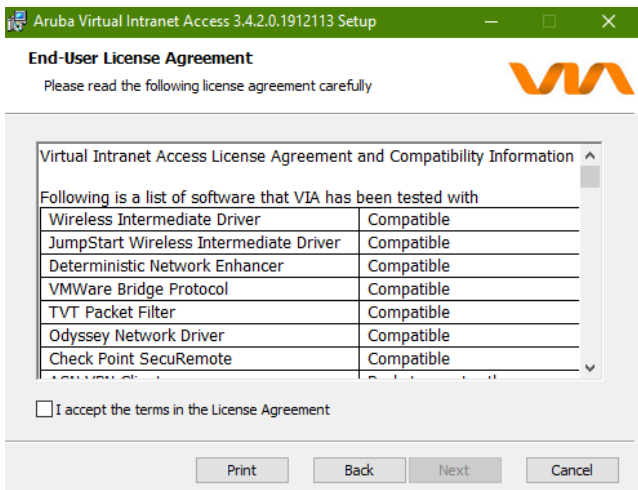 Aruba Virtual Intranet Access 3.4.2.0.1912113 Setup
End-User License Agreement
Please read the following license agreement carefully
VIA
Virtual Intranet Access License Agreement and Compatibility Information
Following is a list of software that VIA has been tested with
Wireless Intermediate Driver Compatible
JumpStart Wireless Intermediate Driver Compatible
Deterministic Network Enhancer Compatible
VMWare Bridge Protocol Compatible
TVT Packet Filter Compatible
Odyssey Network Driver Compatible
Check Point SecuRemote Compatible
I accept the terms in the License Agreement
Print Back Next Cancel